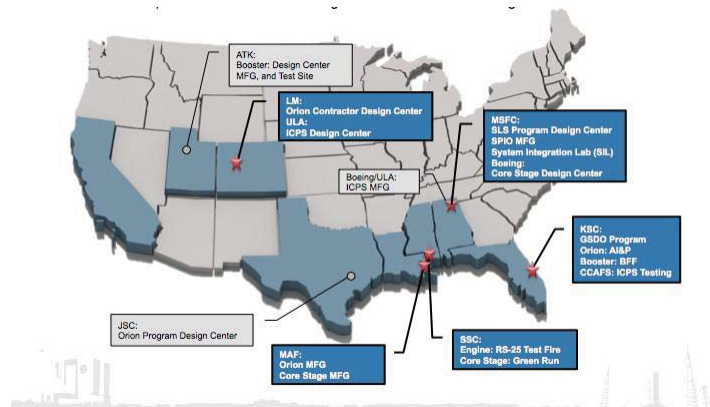 ATK:
Booster: Design Center
MFG, and Test Site
LM:
Orion Contractor Design Center
ULA:
ICPS Design Center
MSFC:
SLS Program Design Center
SPIO MFG
System Integration Lab (SIL)
Boeing:
Core Stage Design Center
Boeing/ULA:
ICPS MFG
KSC:
GSDO Program
Orion: AI&P
Booster: BFF
CCAFS: ICPS Testing
JSC:
Orion Program Design Center
MAF:
Orion MFG
Core Stage MFG
SSC:
Engine: RS-25 Test Fire
Core Stage: Green Run